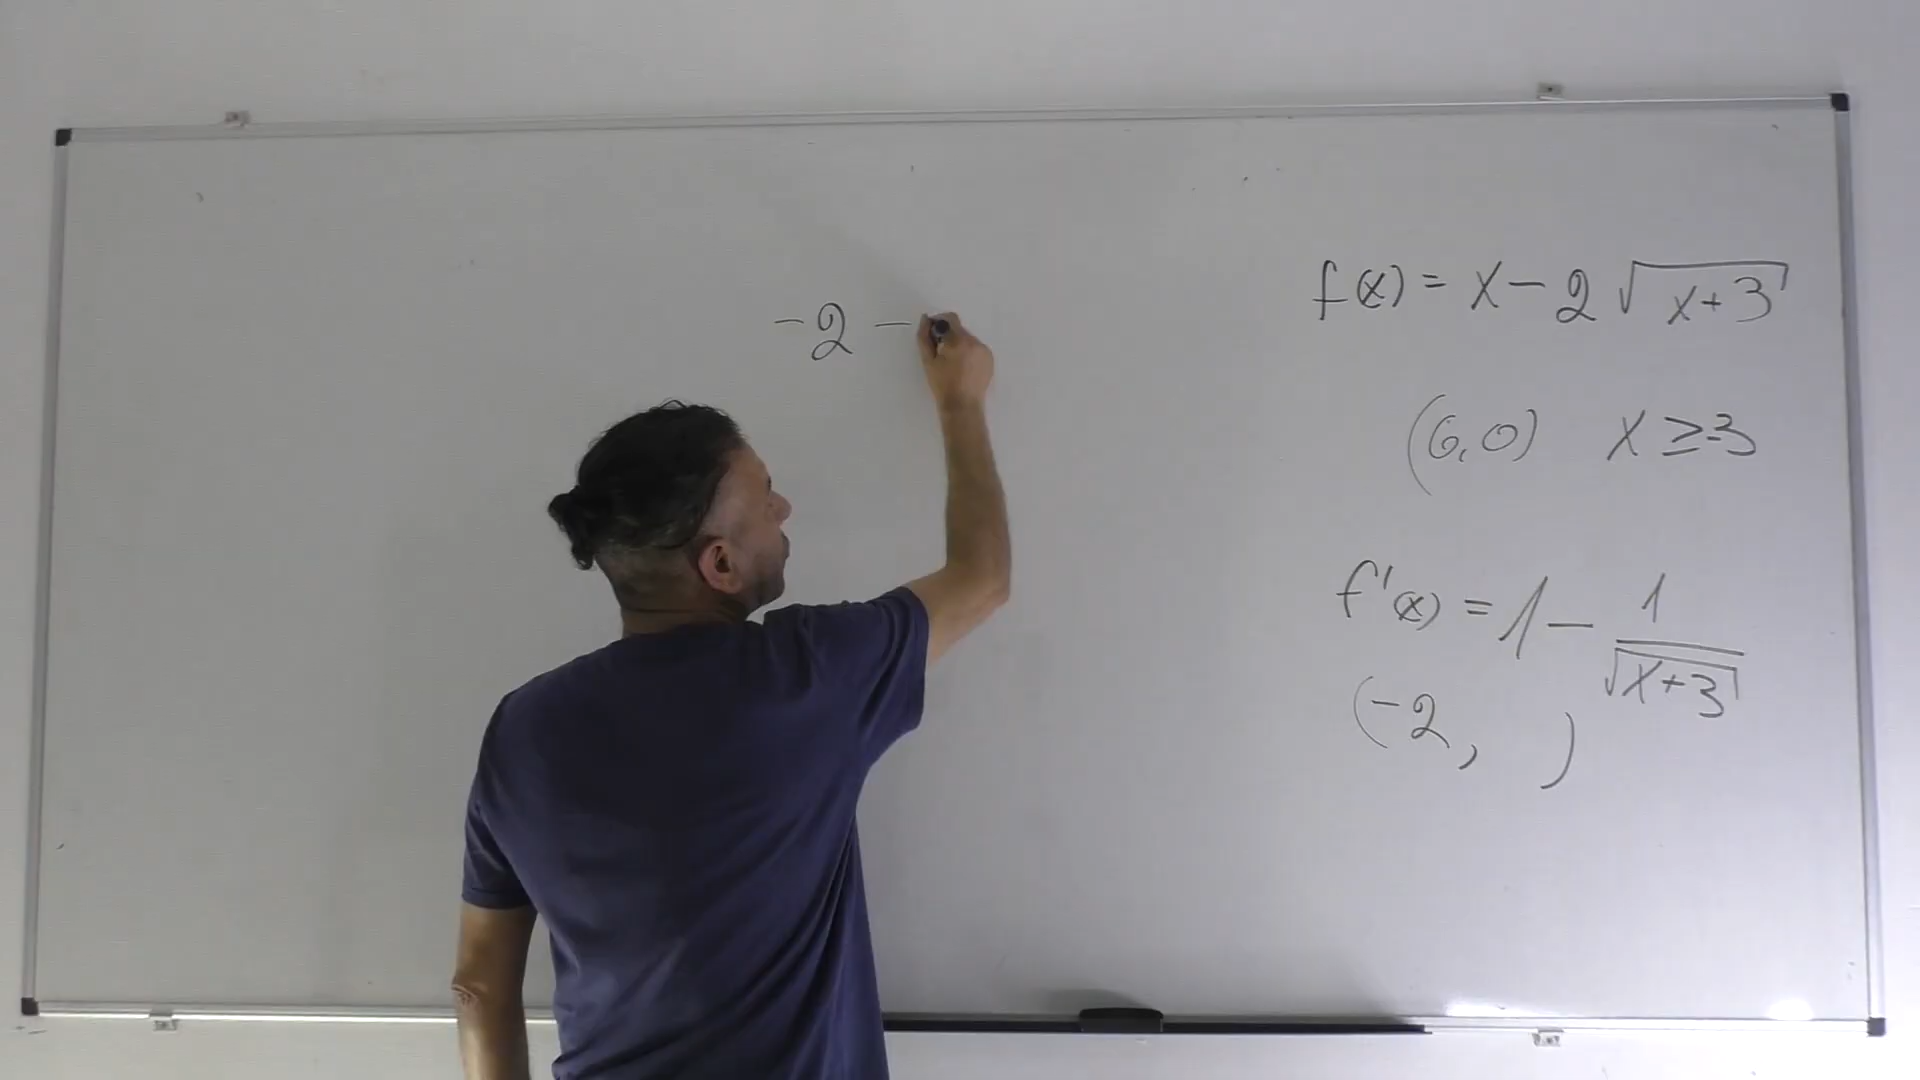 -2 -
f(x) = x - 2 √(x+3)
(6,0) x ≥ -3
f'(x) = 1 - 1/√(x+3)
(-2, )